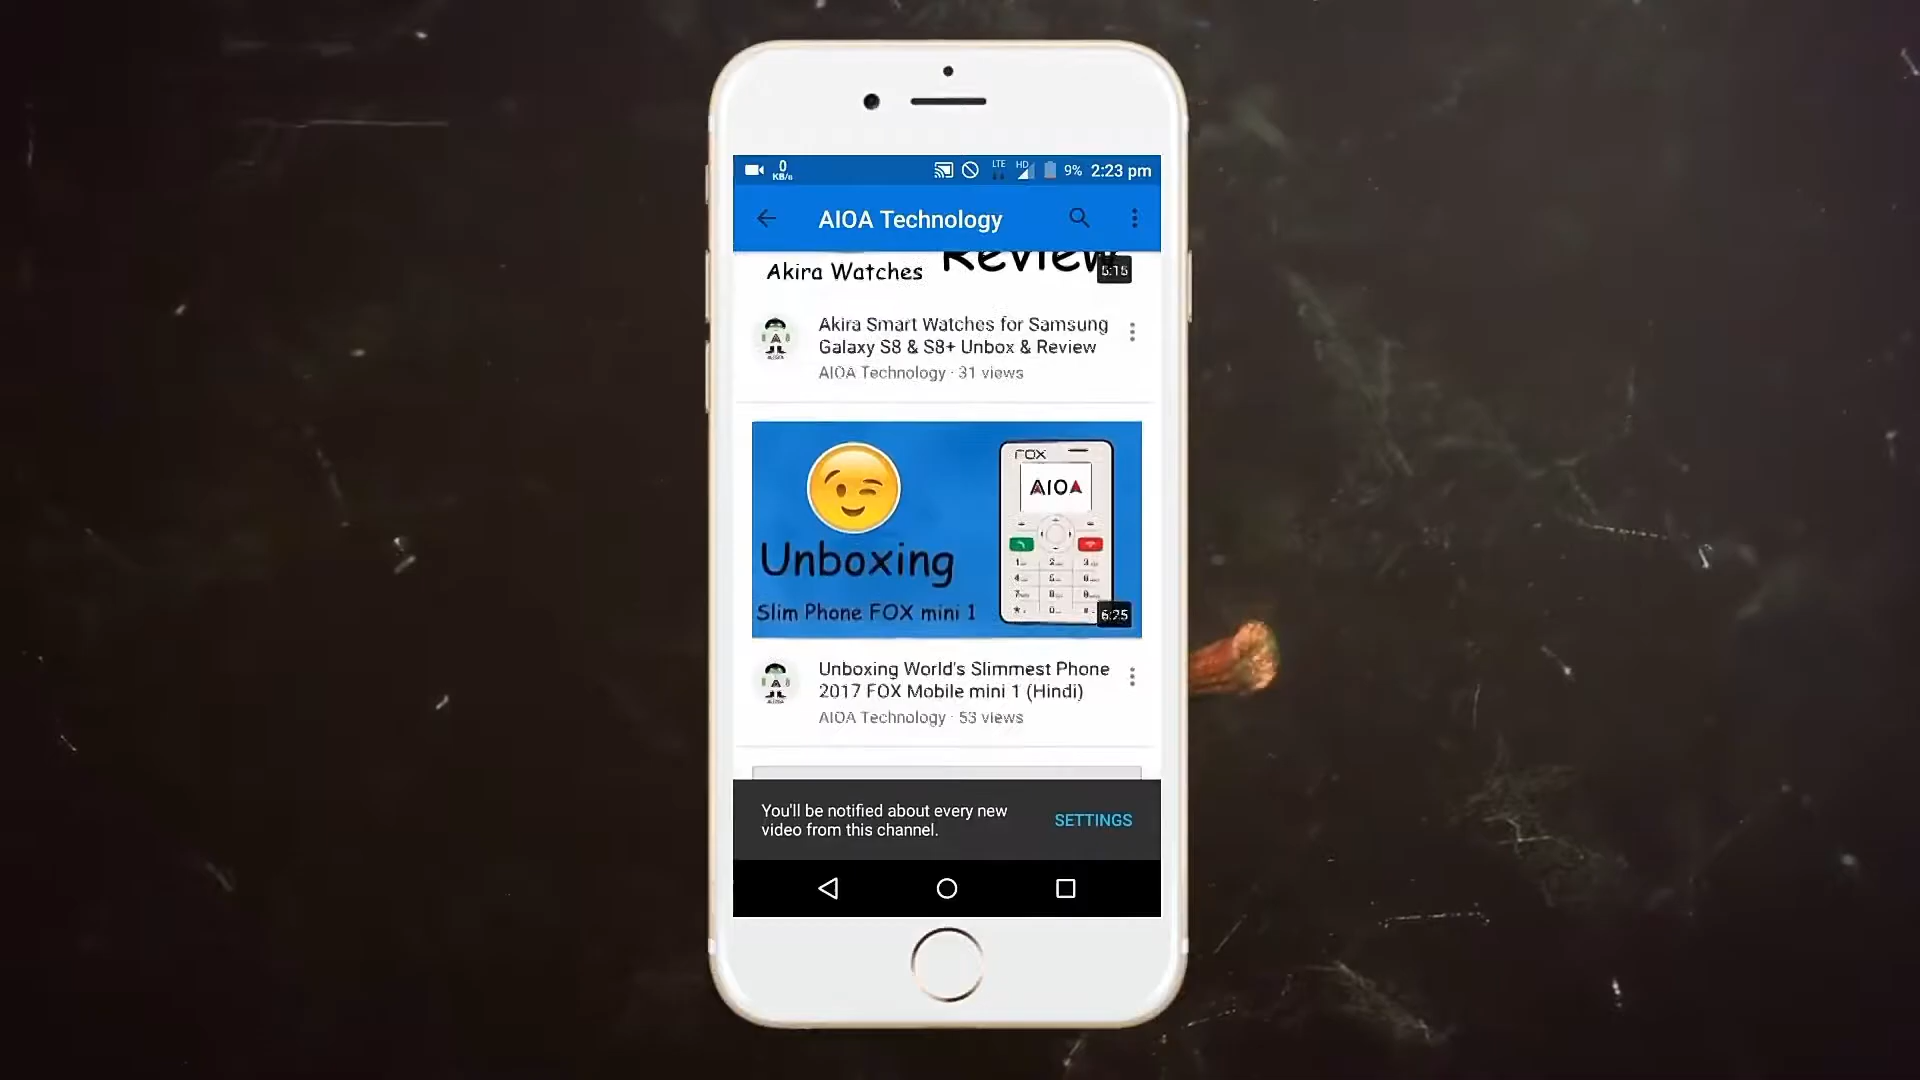 0
KB/s
LTE
HD
9%
2:23 pm
AIOA Technology
Review
Akira Watches
5:15
Akira Smart Watches for Samsung
Galaxy S8 & S8+ Unbox & Review
AIOA Technology · 31 views
FOX
AIOA
Unboxing
Slim Phone FOX mini 1
6:25
Unboxing World's Slimmest Phone
2017 FOX Mobile mini 1 (Hindi)
AIOA Technology · 53 views
You'll be notified about every new
video from this channel.
SETTINGS